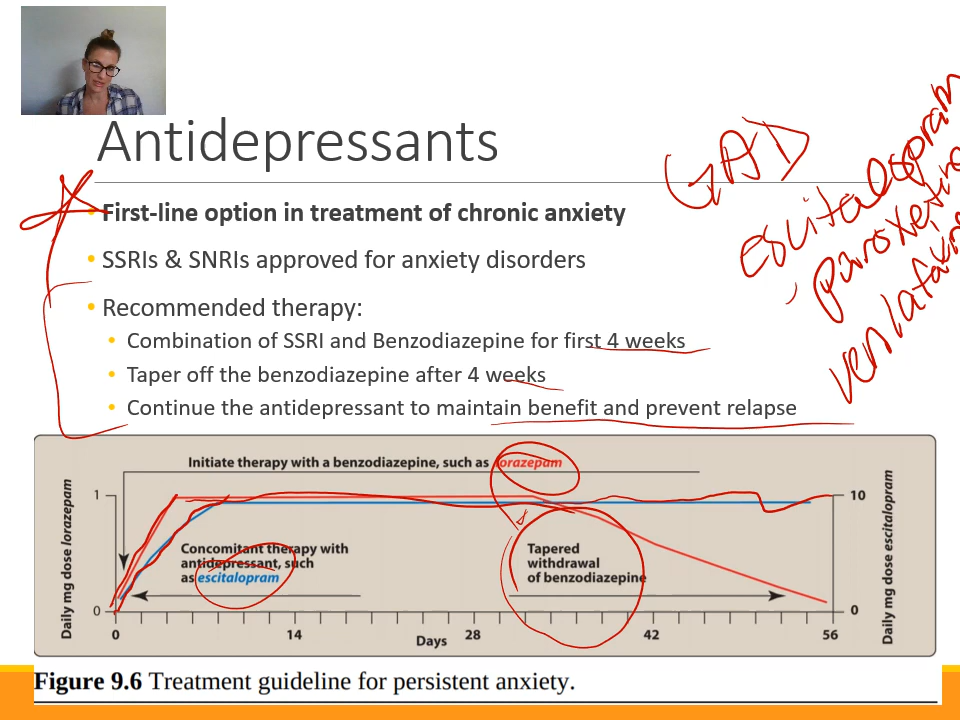 Antidepressants
GAD
escitalopram
paroxetine
venlafaxine
• First-line option in treatment of chronic anxiety
• SSRIs & SNRIs approved for anxiety disorders
• Recommended therapy:
• Combination of SSRI and Benzodiazepine for first 4 weeks
• Taper off the benzodiazepine after 4 weeks
• Continue the antidepressant to maintain benefit and prevent relapse
Initiate therapy with a benzodiazepine, such as lorazepam
Daily mg dose lorazepam
1
0
Concomitant therapy with
antidepressant, such
as escitalopram
Tapered
withdrawal
of benzodiazepine
10
0
Daily mg dose escitalopram
0 14 28 42 56
Days
Figure 9.6 Treatment guideline for persistent anxiety.